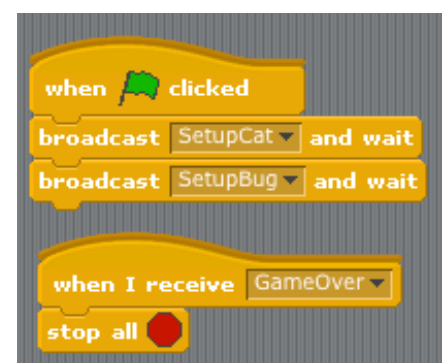 when clicked
broadcast SetupCat and wait
broadcast SetupBug and wait
when I receive GameOver
stop all